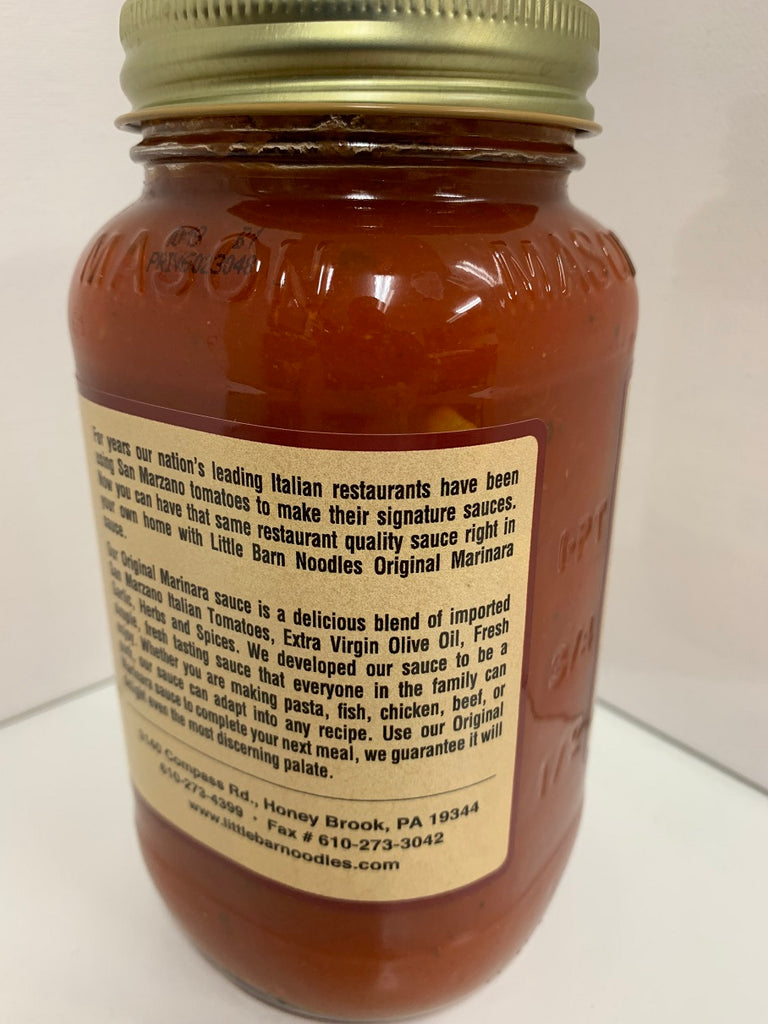 MASON MASON
For years our nation's leading Italian restaurants have been
using San Marzano tomatoes to make their signature sauces.
Now you can have that same restaurant quality sauce right in
your own home with Little Barn Noodles Original Marinara
sauce.
Our Original Marinara sauce is a delicious blend of imported
San Marzano Italian Tomatoes, Extra Virgin Olive Oil, Fresh
Garlic, Herbs and Spices. We developed our sauce to be a
simple, fresh tasting sauce that everyone in the family can
enjoy. Whether you are making pasta, fish, chicken, beef, or
our sauce can adapt into any recipe. Use our Original
Marinara sauce to complete your next meal, we guarantee it will
delight even the most discerning palate.
Compass Rd., Honey Brook, PA 19344
610-273-4399 • Fax # 610-273-3042
www.littlebarnoodles.com